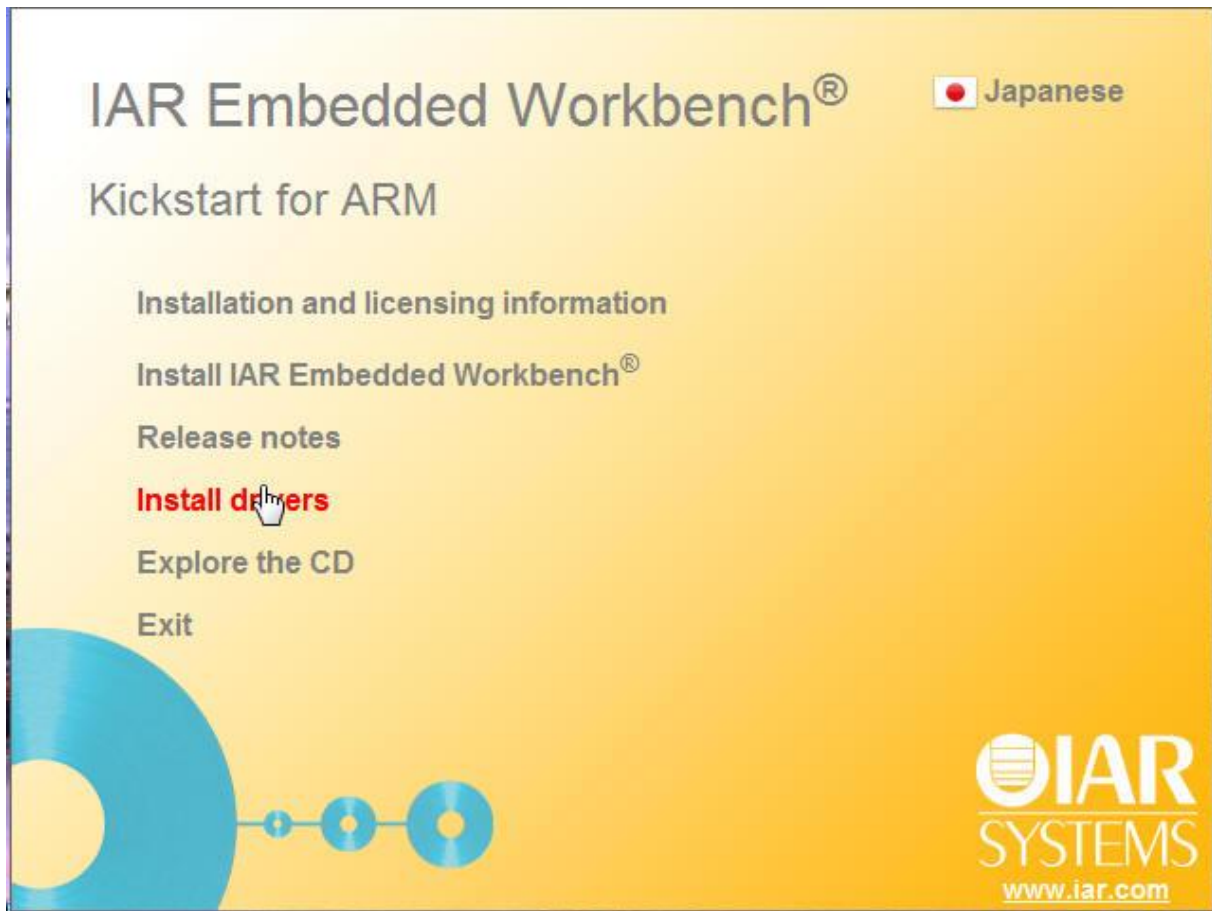 IAR Embedded Workbench®
Japanese
Kickstart for ARM
Installation and licensing information
Install IAR Embedded Workbench®
Release notes
Install drivers
Explore the CD
Exit
IAR
SYSTEMS
www.iar.com